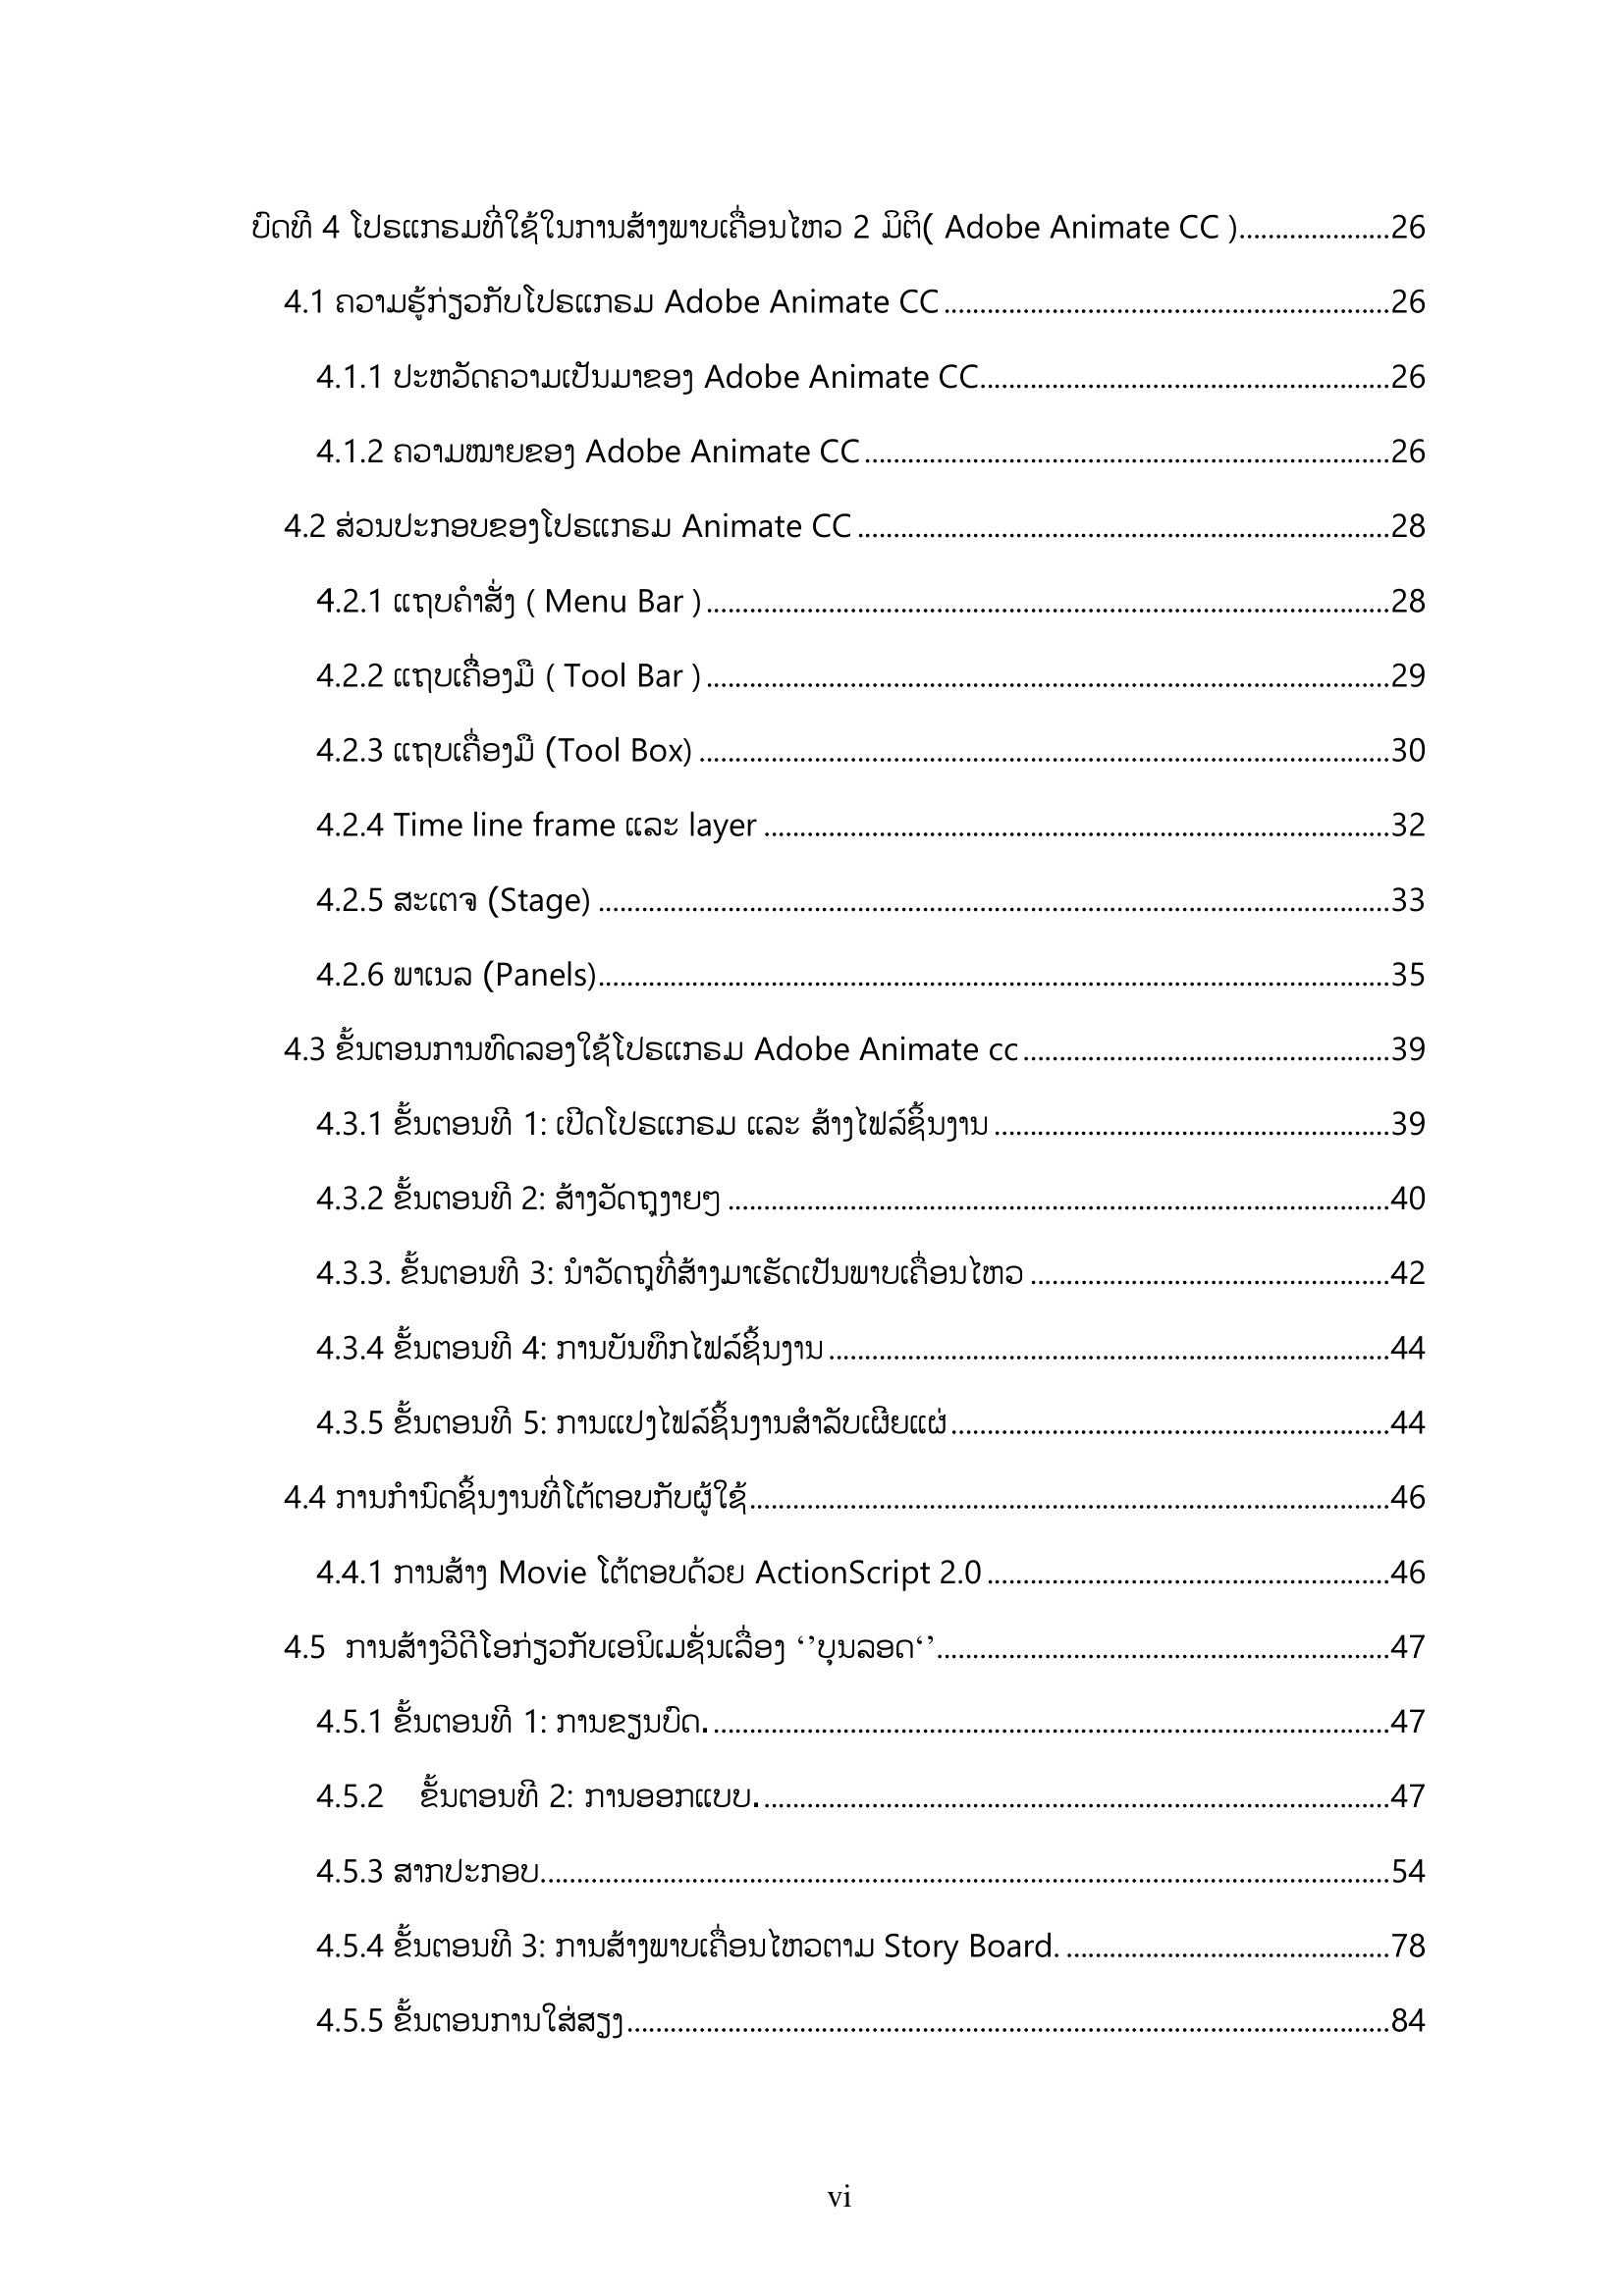 ບົດທີ 4 ໂປຣແກຣມທີ່ໃຊ້ໃນການສ້າງພາບເຄື່ອນໄຫວ 2 ມິຕິ( Adobe Animate CC ).....................26
4.1 ຄວາມຮູ້ກ່ຽວກັບໂປຣແກຣມ Adobe Animate CC..............................................................26
4.1.1 ປະຫວັດຄວາມເປັນມາຂອງ Adobe Animate CC.........................................................26
4.1.2 ຄວາມໝາຍຂອງ Adobe Animate CC.........................................................................26
4.2 ສ່ວນປະກອບຂອງໂປຣແກຣມ Animate CC..........................................................................28
4.2.1 ແຖບຄໍາສັ່ງ ( Menu Bar )...............................................................................................28
4.2.2 ແຖບເຄື່ອງມື ( Tool Bar )...............................................................................................29
4.2.3 ແຖບເຄື່ອງມື (Tool Box)................................................................................................30
4.2.4 Time line frame ແລະ layer.......................................................................................32
4.2.5 ສະເຕຈ (Stage)..............................................................................................................33
4.2.6 ພາເນລ (Panels)..............................................................................................................35
4.3 ຂັ້ນຕອນການທົດລອງໃຊ້ໂປຣແກຣມ Adobe Animate cc...................................................39
4.3.1 ຂັ້ນຕອນທີ 1: ເປີດໂປຣແກຣມ ແລະ ສ້າງໄຟລ໌ຊິ້ນງານ.......................................................39
4.3.2 ຂັ້ນຕອນທີ 2: ສ້າງວັດຖຸງາຍໆ............................................................................................40
4.3.3. ຂັ້ນຕອນທີ 3: ນໍາວັດຖຸທີ່ສ້າງມາເຮັດເປັນພາບເຄື່ອນໄຫວ..................................................42
4.3.4 ຂັ້ນຕອນທີ 4: ການບັນທຶກໄຟລ໌ຊິ້ນງານ..............................................................................44
4.3.5 ຂັ້ນຕອນທີ 5: ການແປງໄຟລ໌ຊິ້ນງານສໍາລັບເຜີຍແຜ່.............................................................44
4.4 ການກໍານົດຊິ້ນງານທີ່ໂຕ້ຕອບກັບຜູ້ໃຊ້.........................................................................................46
4.4.1 ການສ້າງ Movie ໂຕ້ຕອບດ້ວຍ ActionScript 2.0........................................................46
4.5 ການສ້າງວີດີໂອກ່ຽວກັບເອນິເມຊັ່ນເລື່ອງ ‘’ບຸນລອດ‘’...............................................................47
4.5.1 ຂັ້ນຕອນທີ 1: ການຂຽນບົດ...............................................................................................47
4.5.2 ຂັ້ນຕອນທີ 2: ການອອກແບບ........................................................................................47
4.5.3 ສາກປະກອບ......................................................................................................................54
4.5.4 ຂັ້ນຕອນທີ 3: ການສ້າງພາບເຄື່ອນໄຫວຕາມ Story Board..............................................78
4.5.5 ຂັ້ນຕອນການໃສ່ສຽງ..........................................................................................................84
vi